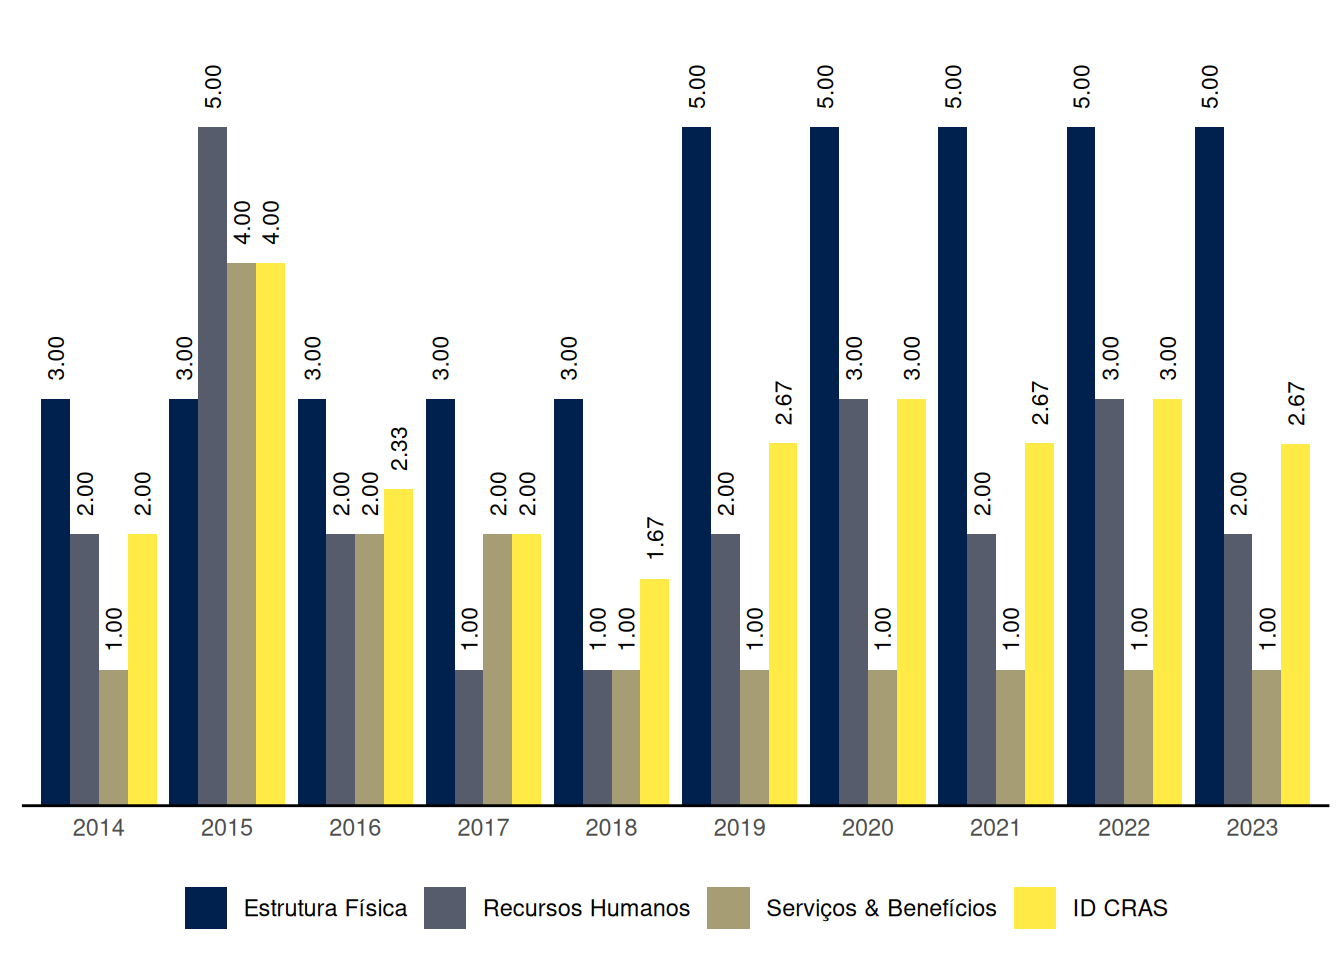 5.00 5.00 5.00 5.00 5.00 5.00
4.00 4.00
3.00 3.00 3.00 3.00 3.00 3.00 3.00 3.00 3.00
2.67 2.67 2.67
2.33
2.00 2.00 2.00 2.00 2.00 2.00 2.00 2.00 2.00
1.67
1.00 1.00 1.00 1.00 1.00 1.00 1.00 1.00 1.00
2014 2015 2016 2017 2018 2019 2020 2021 2022 2023
Estrutura Física Recursos Humanos Serviços & Benefícios ID CRAS